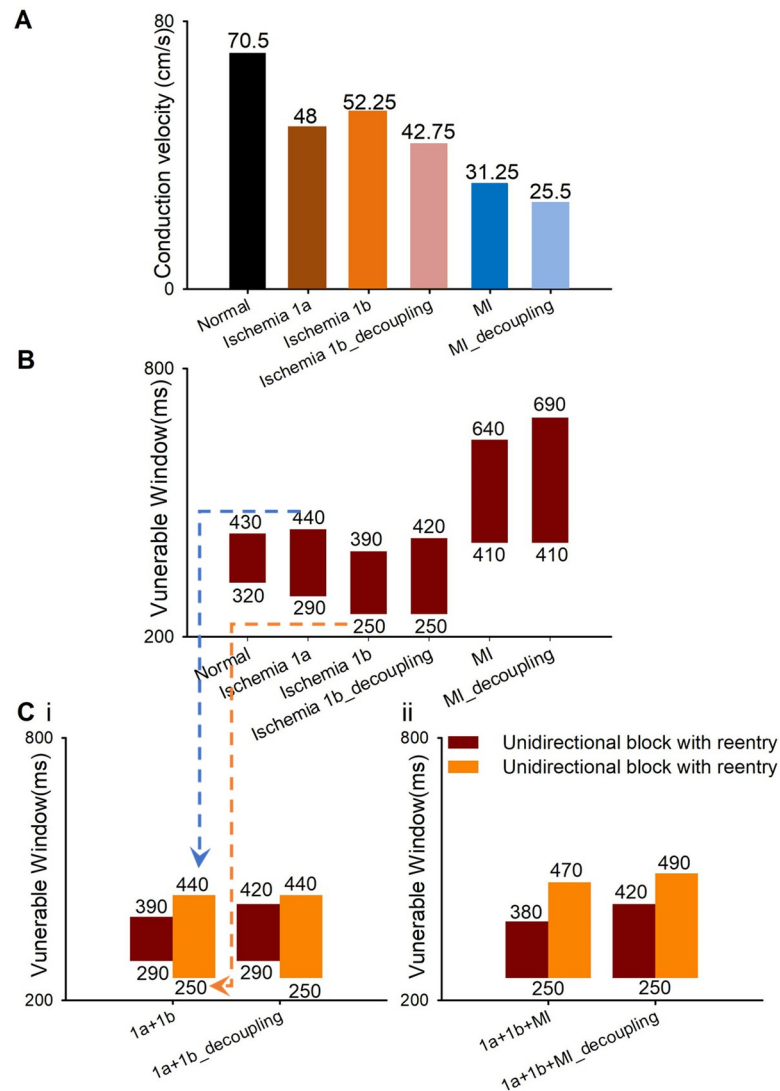 A
Conduction velocity (cm/s)
80
0
70.5
48
52.25
42.75
31.25
25.5
Normal
Ischemia 1a
Ischemia 1b
Ischemia 1b_decoupling
MI
MI_decoupling
B
Vunerable Window(ms)
800
200
430
320
440
290
390
250
420
250
640
410
690
410
Normal
Ischemia 1a
Ischemia 1b
Ischemia 1b_decoupling
MI
MI_decoupling
C i
Vunerable Window(ms)
800
200
390
290
440
250
420
290
440
250
1a+1b
1a+1b_decoupling
ii
Vunerable Window(ms)
800
200
Unidirectional block with reentry
Unidirectional block with reentry
380
470
250
420
490
250
1a+1b+MI
1a+1b+MI_decoupling